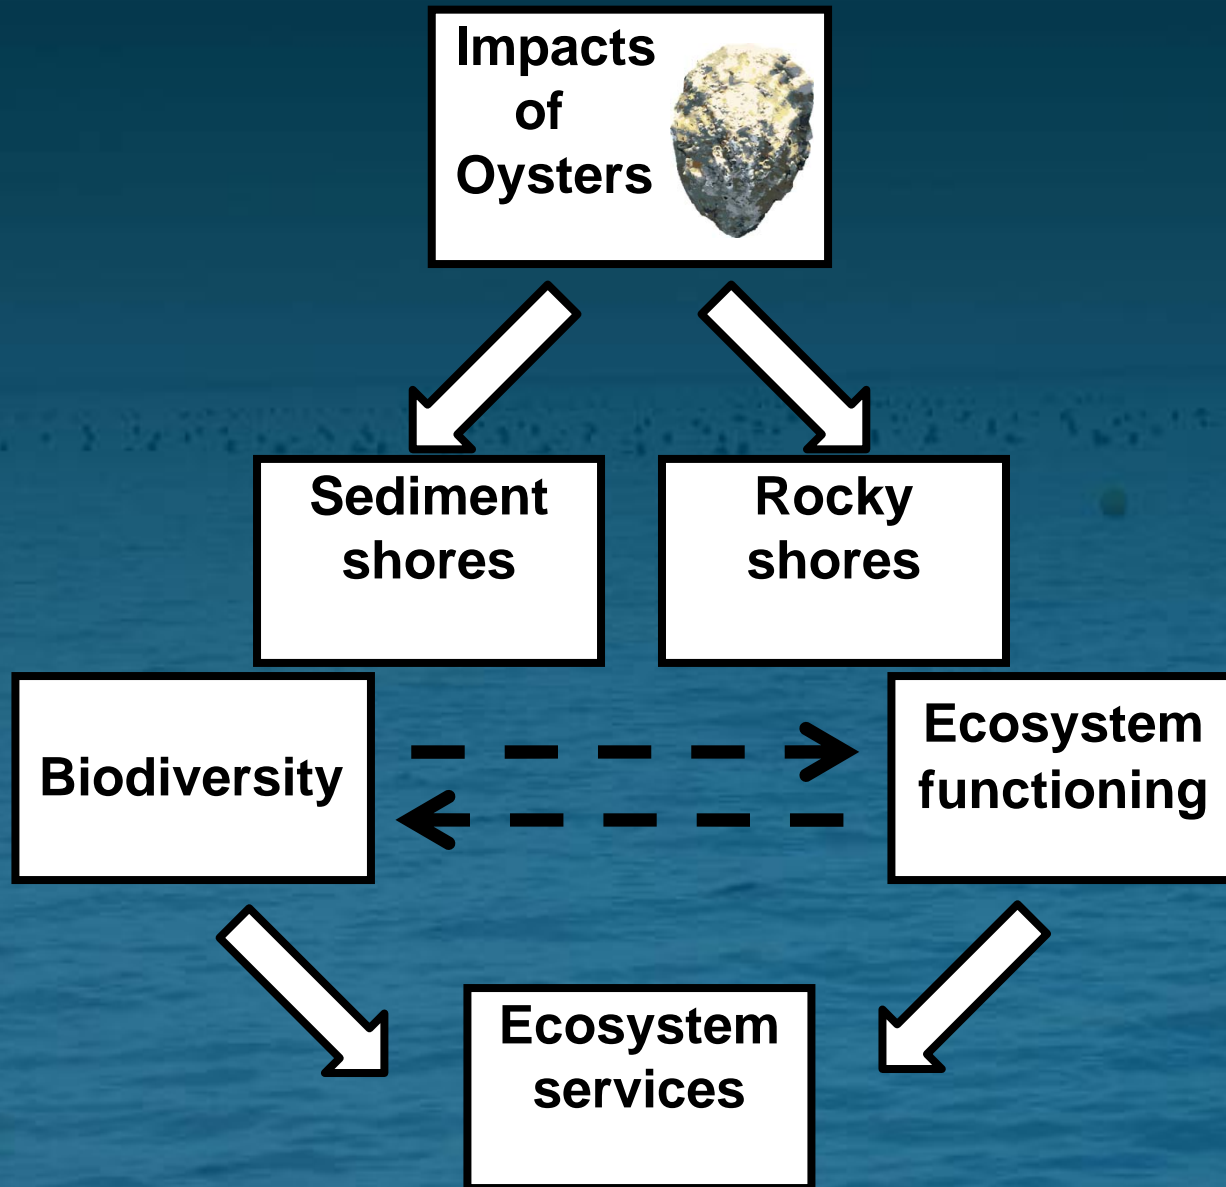 Impacts
of
Oysters
Sediment
shores
Rocky
shores
Biodiversity
Ecosystem
functioning
Ecosystem
services